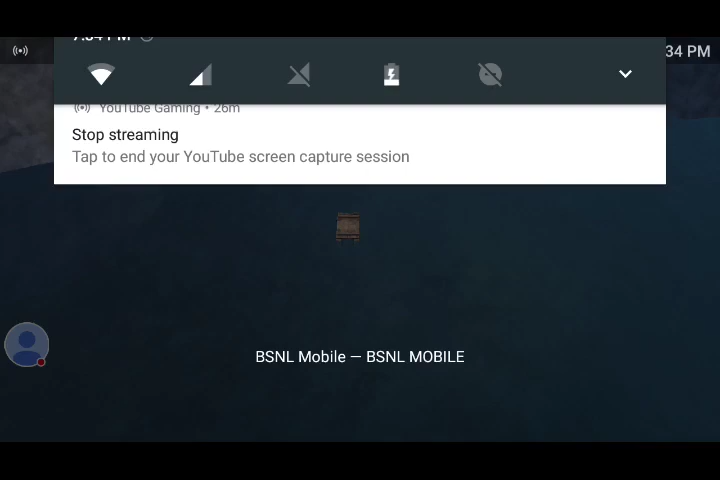 34 PM
YouTube Gaming • 26m
Stop streaming
Tap to end your YouTube screen capture session
BSNL Mobile — BSNL MOBILE